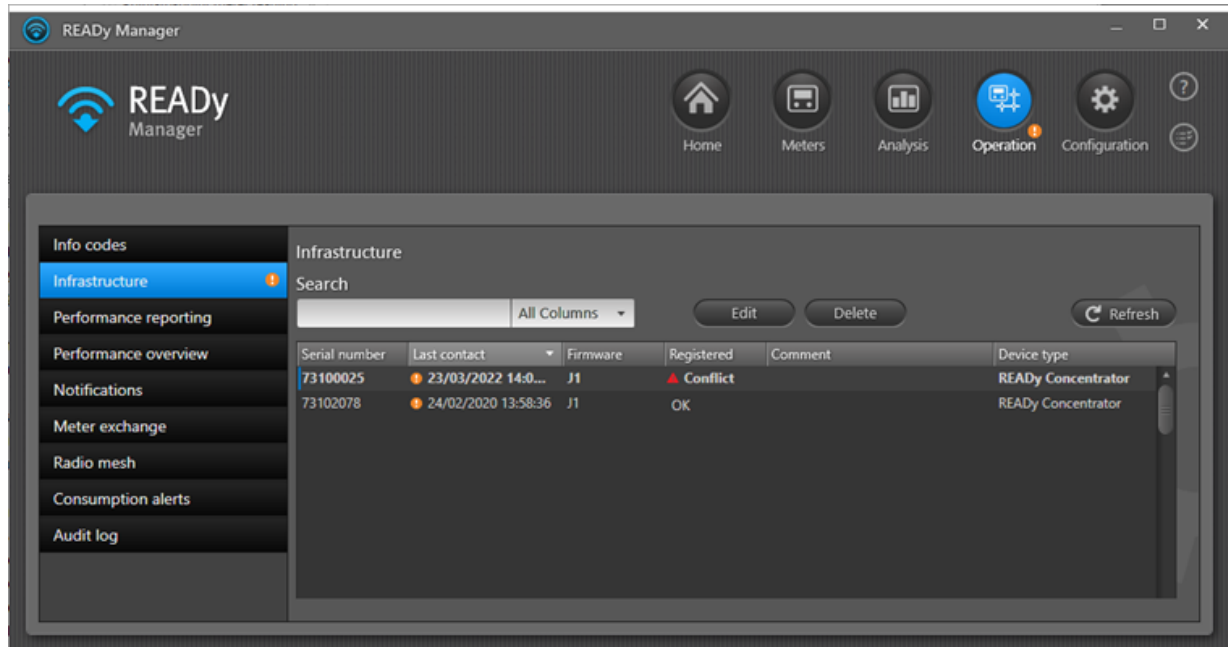 READy Manager
READy
Manager
Home Meters Analysis Operation Configuration
Info codes
Infrastructure
Performance reporting
Performance overview
Notifications
Meter exchange
Radio mesh
Consumption alerts
Audit log
Infrastructure
Search
All Columns Edit Delete Refresh
Serial number Last contact Firmware Registered Comment Device type
73100025 23/03/2022 14:0... J1 Conflict READy Concentrator
73102078 24/02/2020 13:58:36 J1 OK READy Concentrator